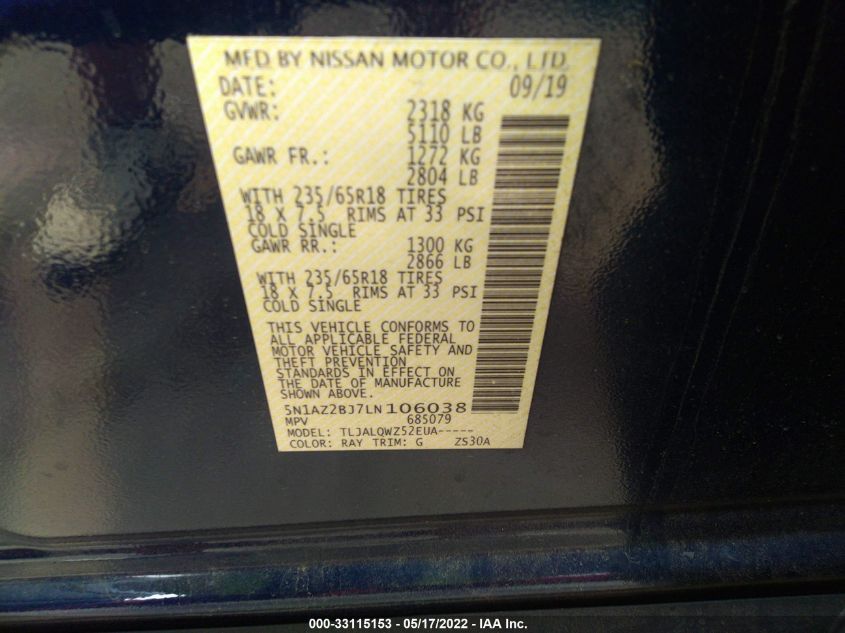 MFD BY NISSAN MOTOR CO., LTD.
DATE: 09/19
GVWR: 2318 KG
5110 LB
GAWR FR.: 1272 KG
2804 LB
WITH 235/65R18 TIRES
18 X 7.5 RIMS AT 33 PSI
COLD SINGLE
GAWR RR.: 1300 KG
2866 LB
WITH 235/65R18 TIRES
18 X 7.5 RIMS AT 33 PSI
COLD SINGLE
THIS VEHICLE CONFORMS TO
ALL APPLICABLE FEDERAL
MOTOR VEHICLE SAFETY AND
THEFT PREVENTION
STANDARDS IN EFFECT ON
THE DATE OF MANUFACTURE
SHOWN ABOVE.
5N1AZ2BJ7LN106038
MPV 685079
MODEL: TLJALQWZ52EUA-----
COLOR: RAY TRIM: G ZS30A
000-33115153 - 05/17/2022 - IAA Inc.